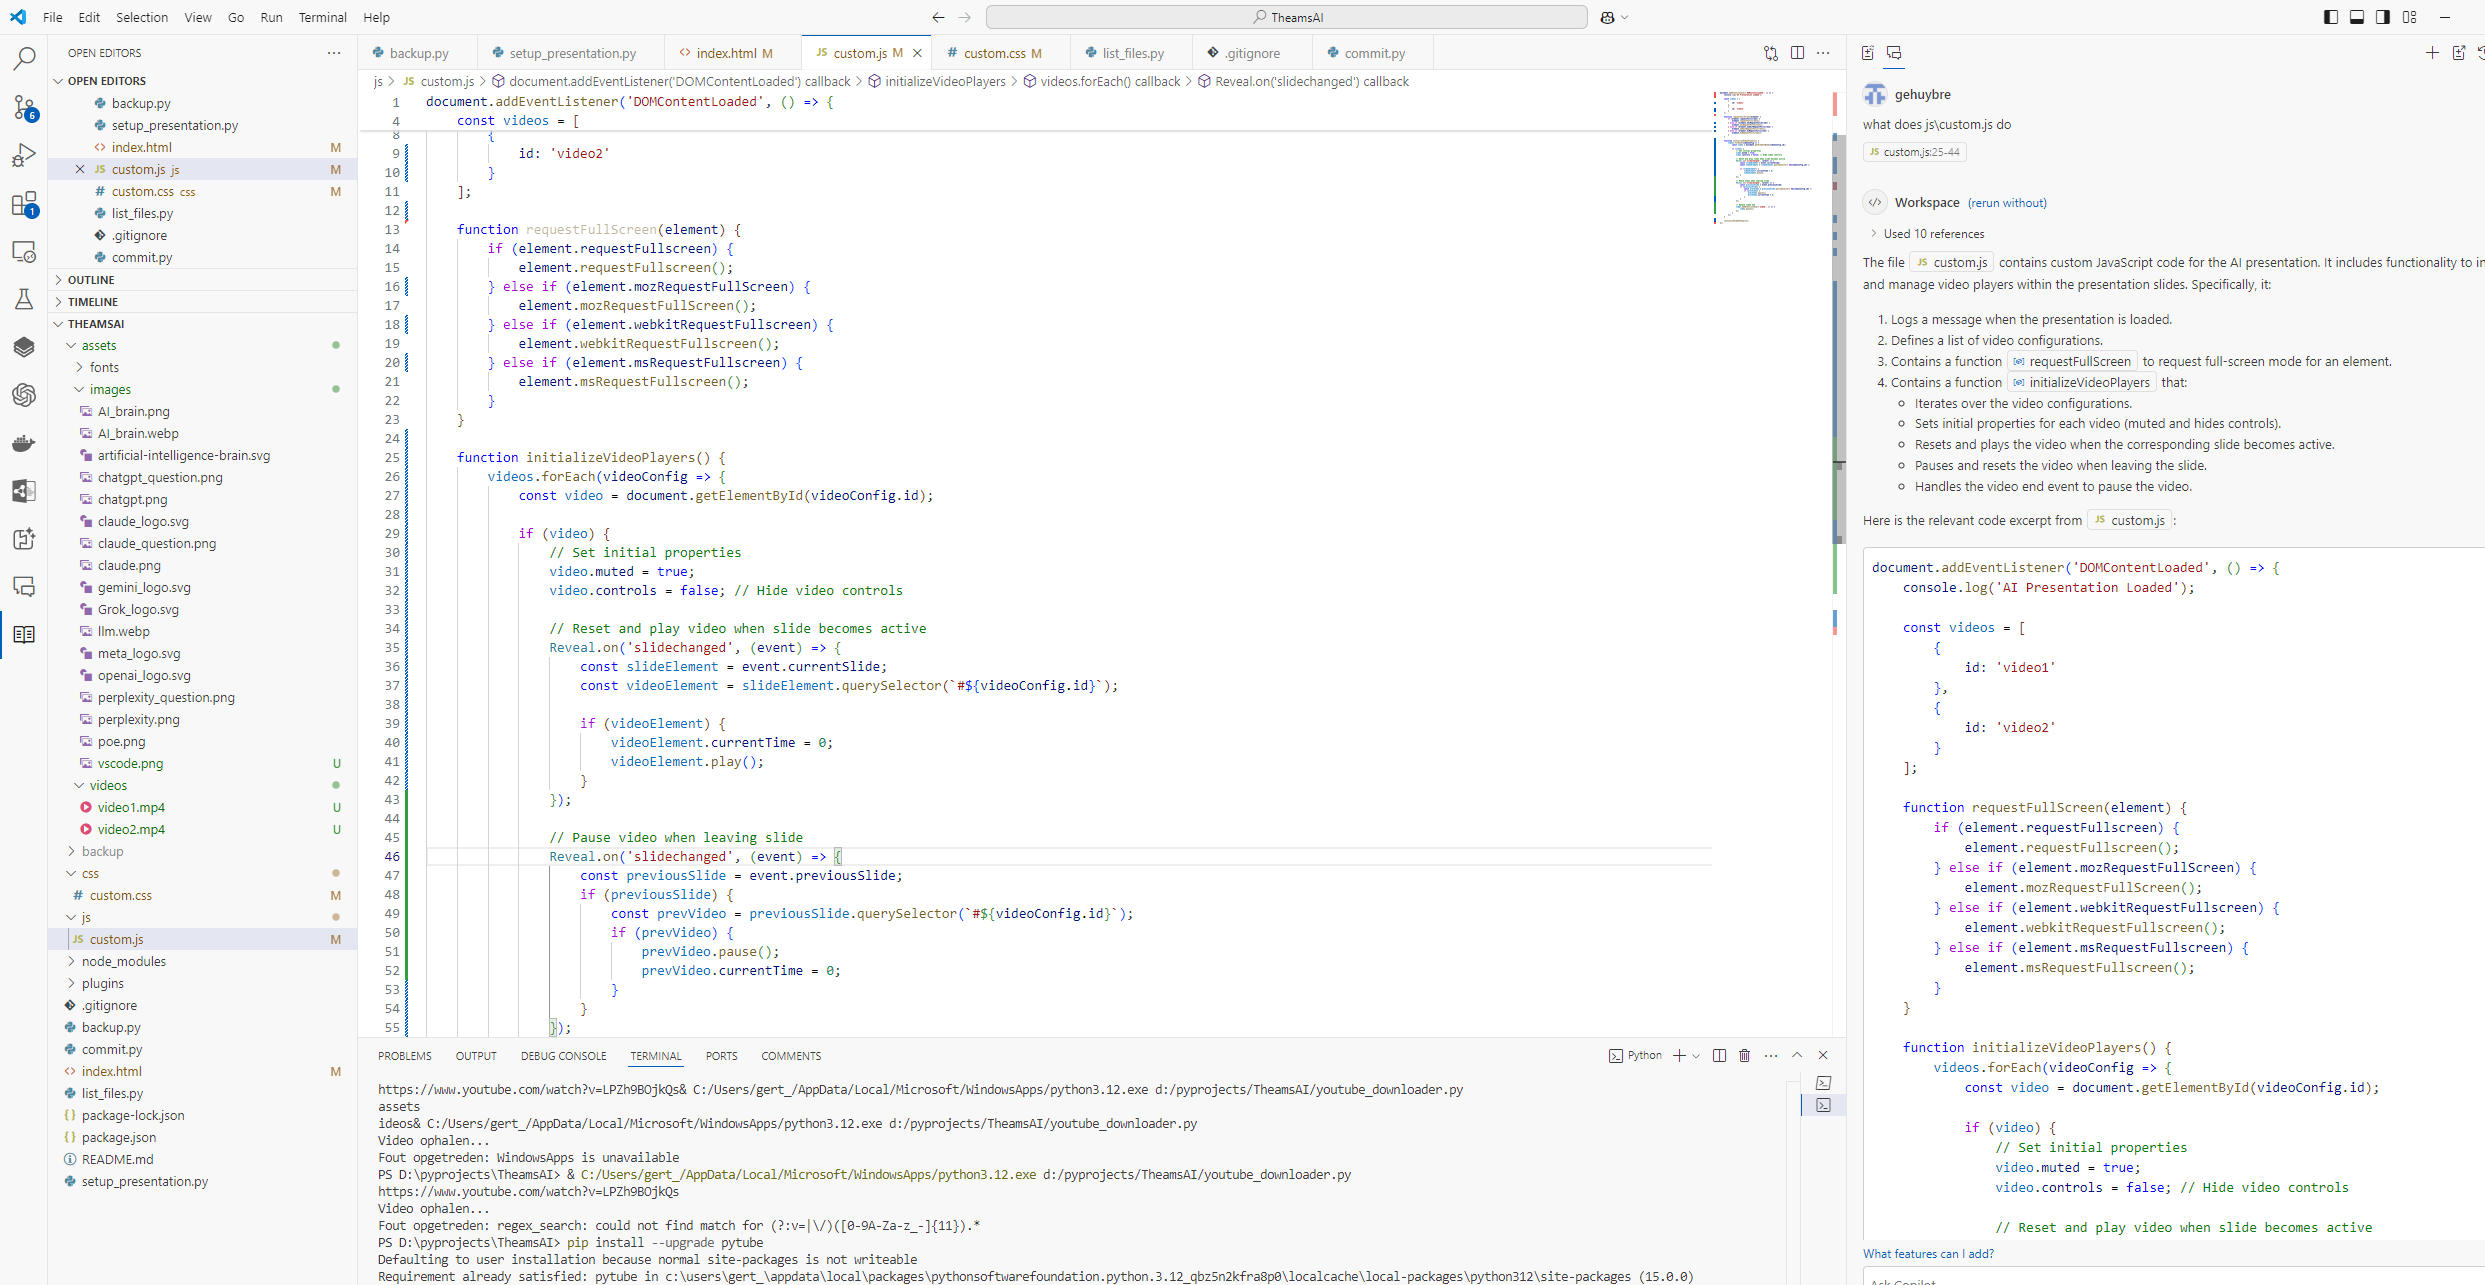 File Edit Selection View Go Run Terminal Help
TheamsAI
OPEN EDITORS
OPEN EDITORS
backup.py
setup_presentation.py
index.html M
custom.js js M
custom.css css M
list_files.py
.gitignore
commit.py
OUTLINE
TIMELINE
THEAMSAI
assets
fonts
images
AI_brain.png
AI_brain.webp
artificial-intelligence-brain.svg
chatgpt_question.png
chatgpt.png
claude_logo.svg
claude_question.png
claude.png
gemini_logo.svg
Grok_logo.svg
llm.webp
meta_logo.svg
openai_logo.svg
perplexity_question.png
perplexity.png
poe.png
vscode.png U
videos
video1.mp4 U
video2.mp4 U
backup
css
custom.css M
js
custom.js M
node_modules
plugins
.gitignore
backup.py
commit.py
index.html M
list_files.py
package-lock.json
package.json
README.md
setup_presentation.py
6
1
backup.py setup_presentation.py index.html M custom.js M custom.css M list_files.py .gitignore commit.py
js > custom.js > document.addEventListener('DOMContentLoaded') callback > initializeVideoPlayers > videos.forEach() callback > Reveal.on('slidechanged') callback
1 document.addEventListener('DOMContentLoaded', () => {
4 const videos = [
8 {
9 id: 'video2'
10 }
11 ];
12
13 function requestFullScreen(element) {
14 if (element.requestFullscreen) {
15 element.requestFullscreen();
16 } else if (element.mozRequestFullScreen) {
17 element.mozRequestFullScreen();
18 } else if (element.webkitRequestFullscreen) {
19 element.webkitRequestFullscreen();
20 } else if (element.msRequestFullscreen) {
21 element.msRequestFullscreen();
22 }
23 }
24
25 function initializeVideoPlayers() {
26 videos.forEach(videoConfig => {
27 const video = document.getElementById(videoConfig.id);
28
29 if (video) {
30 // Set initial properties
31 video.muted = true;
32 video.controls = false; // Hide video controls
33
34 // Reset and play video when slide becomes active
35 Reveal.on('slidechanged', (event) => {
36 const slideElement = event.currentSlide;
37 const videoElement = slideElement.querySelector(`#${videoConfig.id}`);
38
39 if (videoElement) {
40 videoElement.currentTime = 0;
41 videoElement.play();
42 }
43 });
44
45 // Pause video when leaving slide
46 Reveal.on('slidechanged', (event) => {
47 const previousSlide = event.previousSlide;
48 if (previousSlide) {
49 const prevVideo = previousSlide.querySelector(`#${videoConfig.id}`);
50 if (prevVideo) {
51 prevVideo.pause();
52 prevVideo.currentTime = 0;
53 }
54 }
55 });
PROBLEMS OUTPUT DEBUG CONSOLE TERMINAL PORTS COMMENTS
Python
https://www.youtube.com/watch?v=LPZh9BOjkQs& C:/Users/gert_/AppData/Local/Microsoft/WindowsApps/python3.12.exe d:/pyprojects/TheamsAI/youtube_downloader.py
assets
ideos& C:/Users/gert_/AppData/Local/Microsoft/WindowsApps/python3.12.exe d:/pyprojects/TheamsAI/youtube_downloader.py
Video ophalen...
Fout opgetreden: WindowsApps is unavailable
PS D:\pyprojects\TheamsAI> & C:/Users/gert_/AppData/Local/Microsoft/WindowsApps/python3.12.exe d:/pyprojects/TheamsAI/youtube_downloader.py
https://www.youtube.com/watch?v=LPZh9BOjkQs
Video ophalen...
Fout opgetreden: regex_search: could not find match for (?:v=|\/)([0-9A-Za-z_-]{11}).*
PS D:\pyprojects\TheamsAI> pip install --upgrade pytube
Defaulting to user installation because normal site-packages is not writeable
Requirement already satisfied: pytube in c:\users\gert_\appdata\local\packages\pythonsoftwarefoundation.python.3.12_qbz5n2kfra8p0\localcache\local-packages\python312\site-packages (15.0.0)
gehuybre
what does js\custom.js do
custom.js:25-44
Workspace (rerun without)
Used 10 references
The file custom.js contains custom JavaScript code for the AI presentation. It includes functionality to in
and manage video players within the presentation slides. Specifically, it:
1. Logs a message when the presentation is loaded.
2. Defines a list of video configurations.
3. Contains a function requestFullScreen to request full-screen mode for an element.
4. Contains a function initializeVideoPlayers that:
Iterates over the video configurations.
Sets initial properties for each video (muted and hides controls).
Resets and plays the video when the corresponding slide becomes active.
Pauses and resets the video when leaving the slide.
Handles the video end event to pause the video.
Here is the relevant code excerpt from custom.js :
document.addEventListener('DOMContentLoaded', () => {
console.log('AI Presentation Loaded');
const videos = [
{
id: 'video1'
},
{
id: 'video2'
}
];
function requestFullScreen(element) {
if (element.requestFullscreen) {
element.requestFullscreen();
} else if (element.mozRequestFullScreen) {
element.mozRequestFullScreen();
} else if (element.webkitRequestFullscreen) {
element.webkitRequestFullscreen();
} else if (element.msRequestFullscreen) {
element.msRequestFullscreen();
}
}
function initializeVideoPlayers() {
videos.forEach(videoConfig => {
const video = document.getElementById(videoConfig.id);
if (video) {
// Set initial properties
video.muted = true;
video.controls = false; // Hide video controls
// Reset and play video when slide becomes active
What features can I add?
Ask Copilot